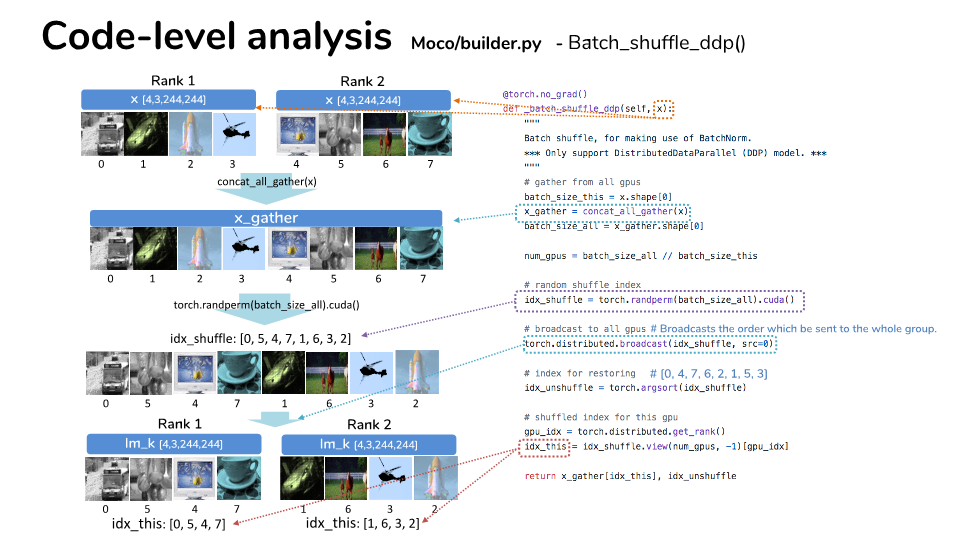 Code-level analysis Moco/builder.py - Batch_shuffle_ddp()
Rank 1 Rank 2
x [4,3,244,244] x [4,3,244,244]
0 1 2 3 4 5 6 7
concat_all_gather(x)
x_gather
0 1 2 3 4 5 6 7
torch.randperm(batch_size_all).cuda()
idx_shuffle: [0, 5, 4, 7, 1, 6, 3, 2]
0 5 4 7 1 6 3 2
Rank 1 Rank 2
Im_k [4,3,244,244] Im_k [4,3,244,244]
0 5 4 7 1 6 3 2
idx_this: [0, 5, 4, 7] idx_this: [1, 6, 3, 2]
@torch.no_grad()
def _batch_shuffle_ddp(self, x):
"""
Batch shuffle, for making use of BatchNorm.
*** Only support DistributedDataParallel (DDP) model. ***
"""
# gather from all gpus
batch_size_this = x.shape[0]
x_gather = concat_all_gather(x)
batch_size_all = x_gather.shape[0]
num_gpus = batch_size_all // batch_size_this
# random shuffle index
idx_shuffle = torch.randperm(batch_size_all).cuda()
# broadcast to all gpus # Broadcasts the order which be sent to the whole group.
torch.distributed.broadcast(idx_shuffle, src=0)
# index for restoring # [0, 4, 7, 6, 2, 1, 5, 3]
idx_unshuffle = torch.argsort(idx_shuffle)
# shuffled index for this gpu
gpu_idx = torch.distributed.get_rank()
idx_this = idx_shuffle.view(num_gpus, -1)[gpu_idx]
return x_gather[idx_this], idx_unshuffle